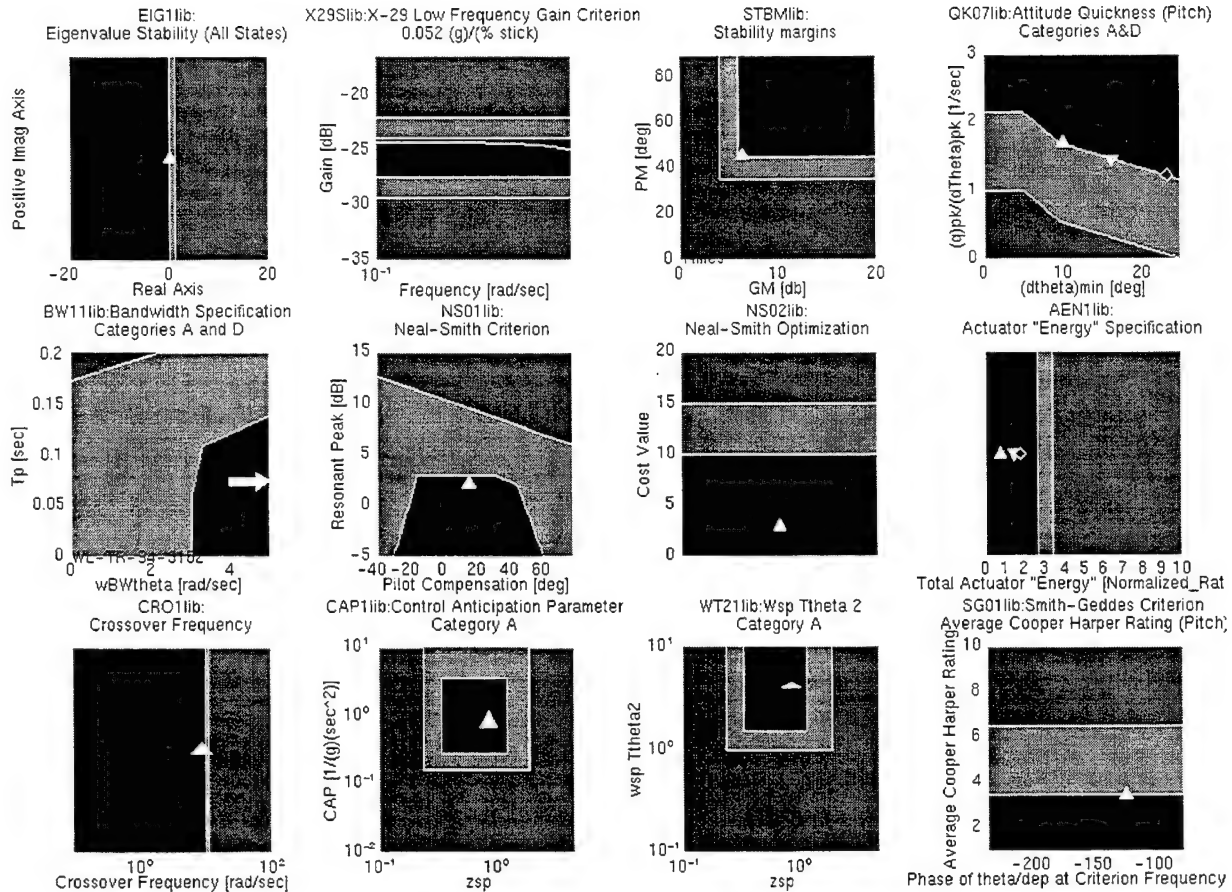 EIG1lib:
Eigenvalue Stability (All States)
Positive Imag Axis
-20
0
20
Real Axis
X29Slib:X-29 Low Frequency Gain Criterion
0.052 (g)/(% stick)
Gain [dB]
-20
-25
-30
-35
10⁻¹
Frequency [rad/sec]
STBMlib:
Stability margins
PM [deg]
80
60
40
20
0
0
20
GM [db]
QK07lib:Attitude Quickness (Pitch)
Categories A&D
(q)pk/(dTheta)pk [1/sec]
3
2
1
0
0
10
20
(dtheta)min [deg]
BW11lib:Bandwidth Specification
Categories A and D
Tp [sec]
0.2
0.15
0.1
0.05
0
0
2
4
wBWtheta [rad/sec]
NS01lib:
Neal-Smith Criterion
Resonant Peak [dB]
15
10
5
0
-5
-40
-20
0
20
40
60
Pilot Compensation [deg]
NS02lib:
Neal-Smith Optimization
Cost Value
20
15
10
5
0
AEN1lib:
Actuator "Energy" Specification
0 1 2 3 4 5 6 7 8 9 10
Total Actuator "Energy" [Normalized_Rat
CRO1lib:
Crossover Frequency
10⁰
10²
Crossover Frequency [rad/sec]
CAP1lib:Control Anticipation Parameter
Category A
CAP [1/(g)(sec^2)]
10¹
10⁰
10⁻¹
10⁻²
10⁻¹
10⁰
zsp
WT21lib:Wsp Ttheta 2
Category A
wsp Ttheta2
10¹
10⁰
10⁻¹
10⁻¹
10⁰
zsp
SG01lib:Smith-Geddes Criterion
Average Cooper Harper Rating (Pitch)
Average Cooper Harper Rating
10
8
6
4
2
-200
-150
-100
Phase of theta/dep at Criterion Frequency